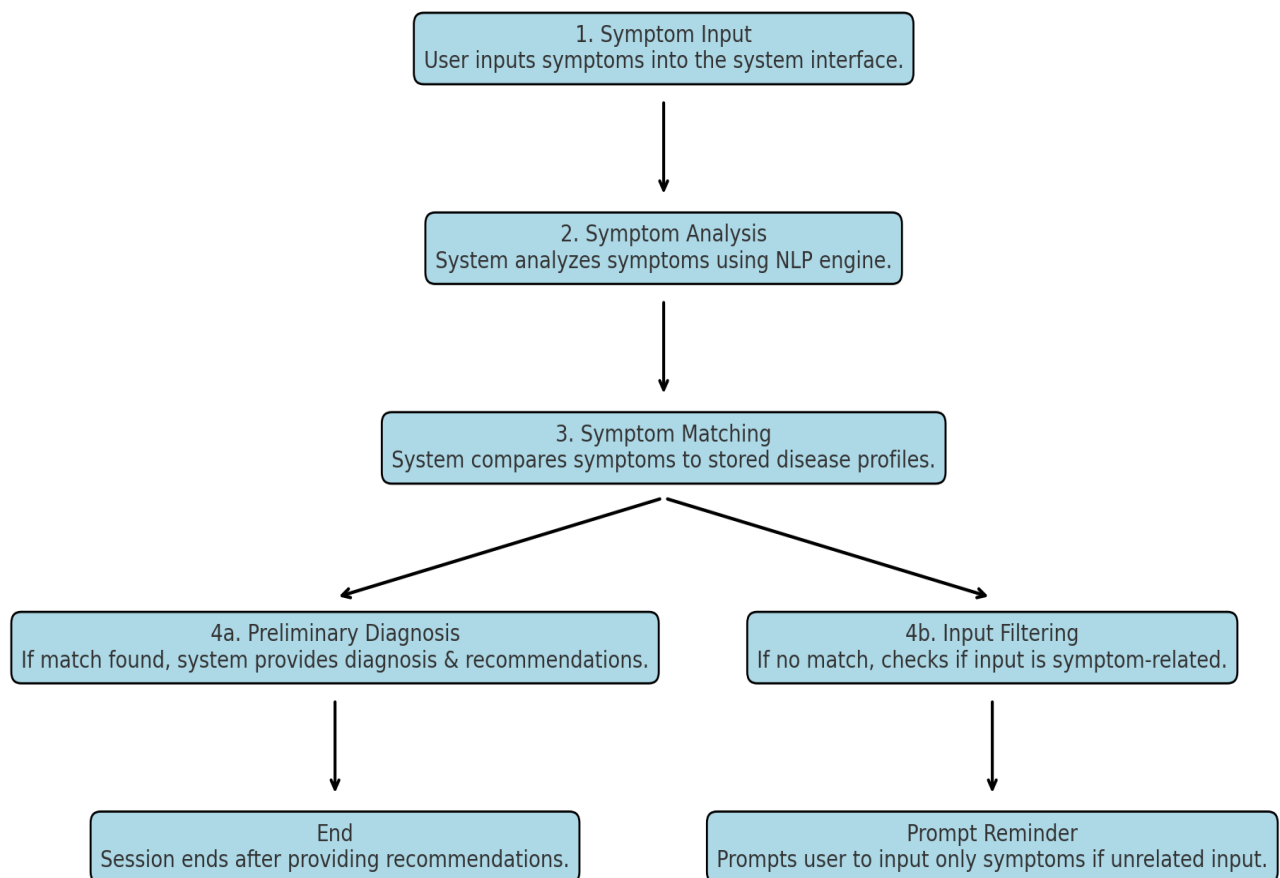 1. Symptom Input
User inputs symptoms into the system interface.
2. Symptom Analysis
System analyzes symptoms using NLP engine.
3. Symptom Matching
System compares symptoms to stored disease profiles.
4a. Preliminary Diagnosis
If match found, system provides diagnosis & recommendations.
4b. Input Filtering
If no match, checks if input is symptom-related.
End
Session ends after providing recommendations.
Prompt Reminder
Prompts user to input only symptoms if unrelated input.